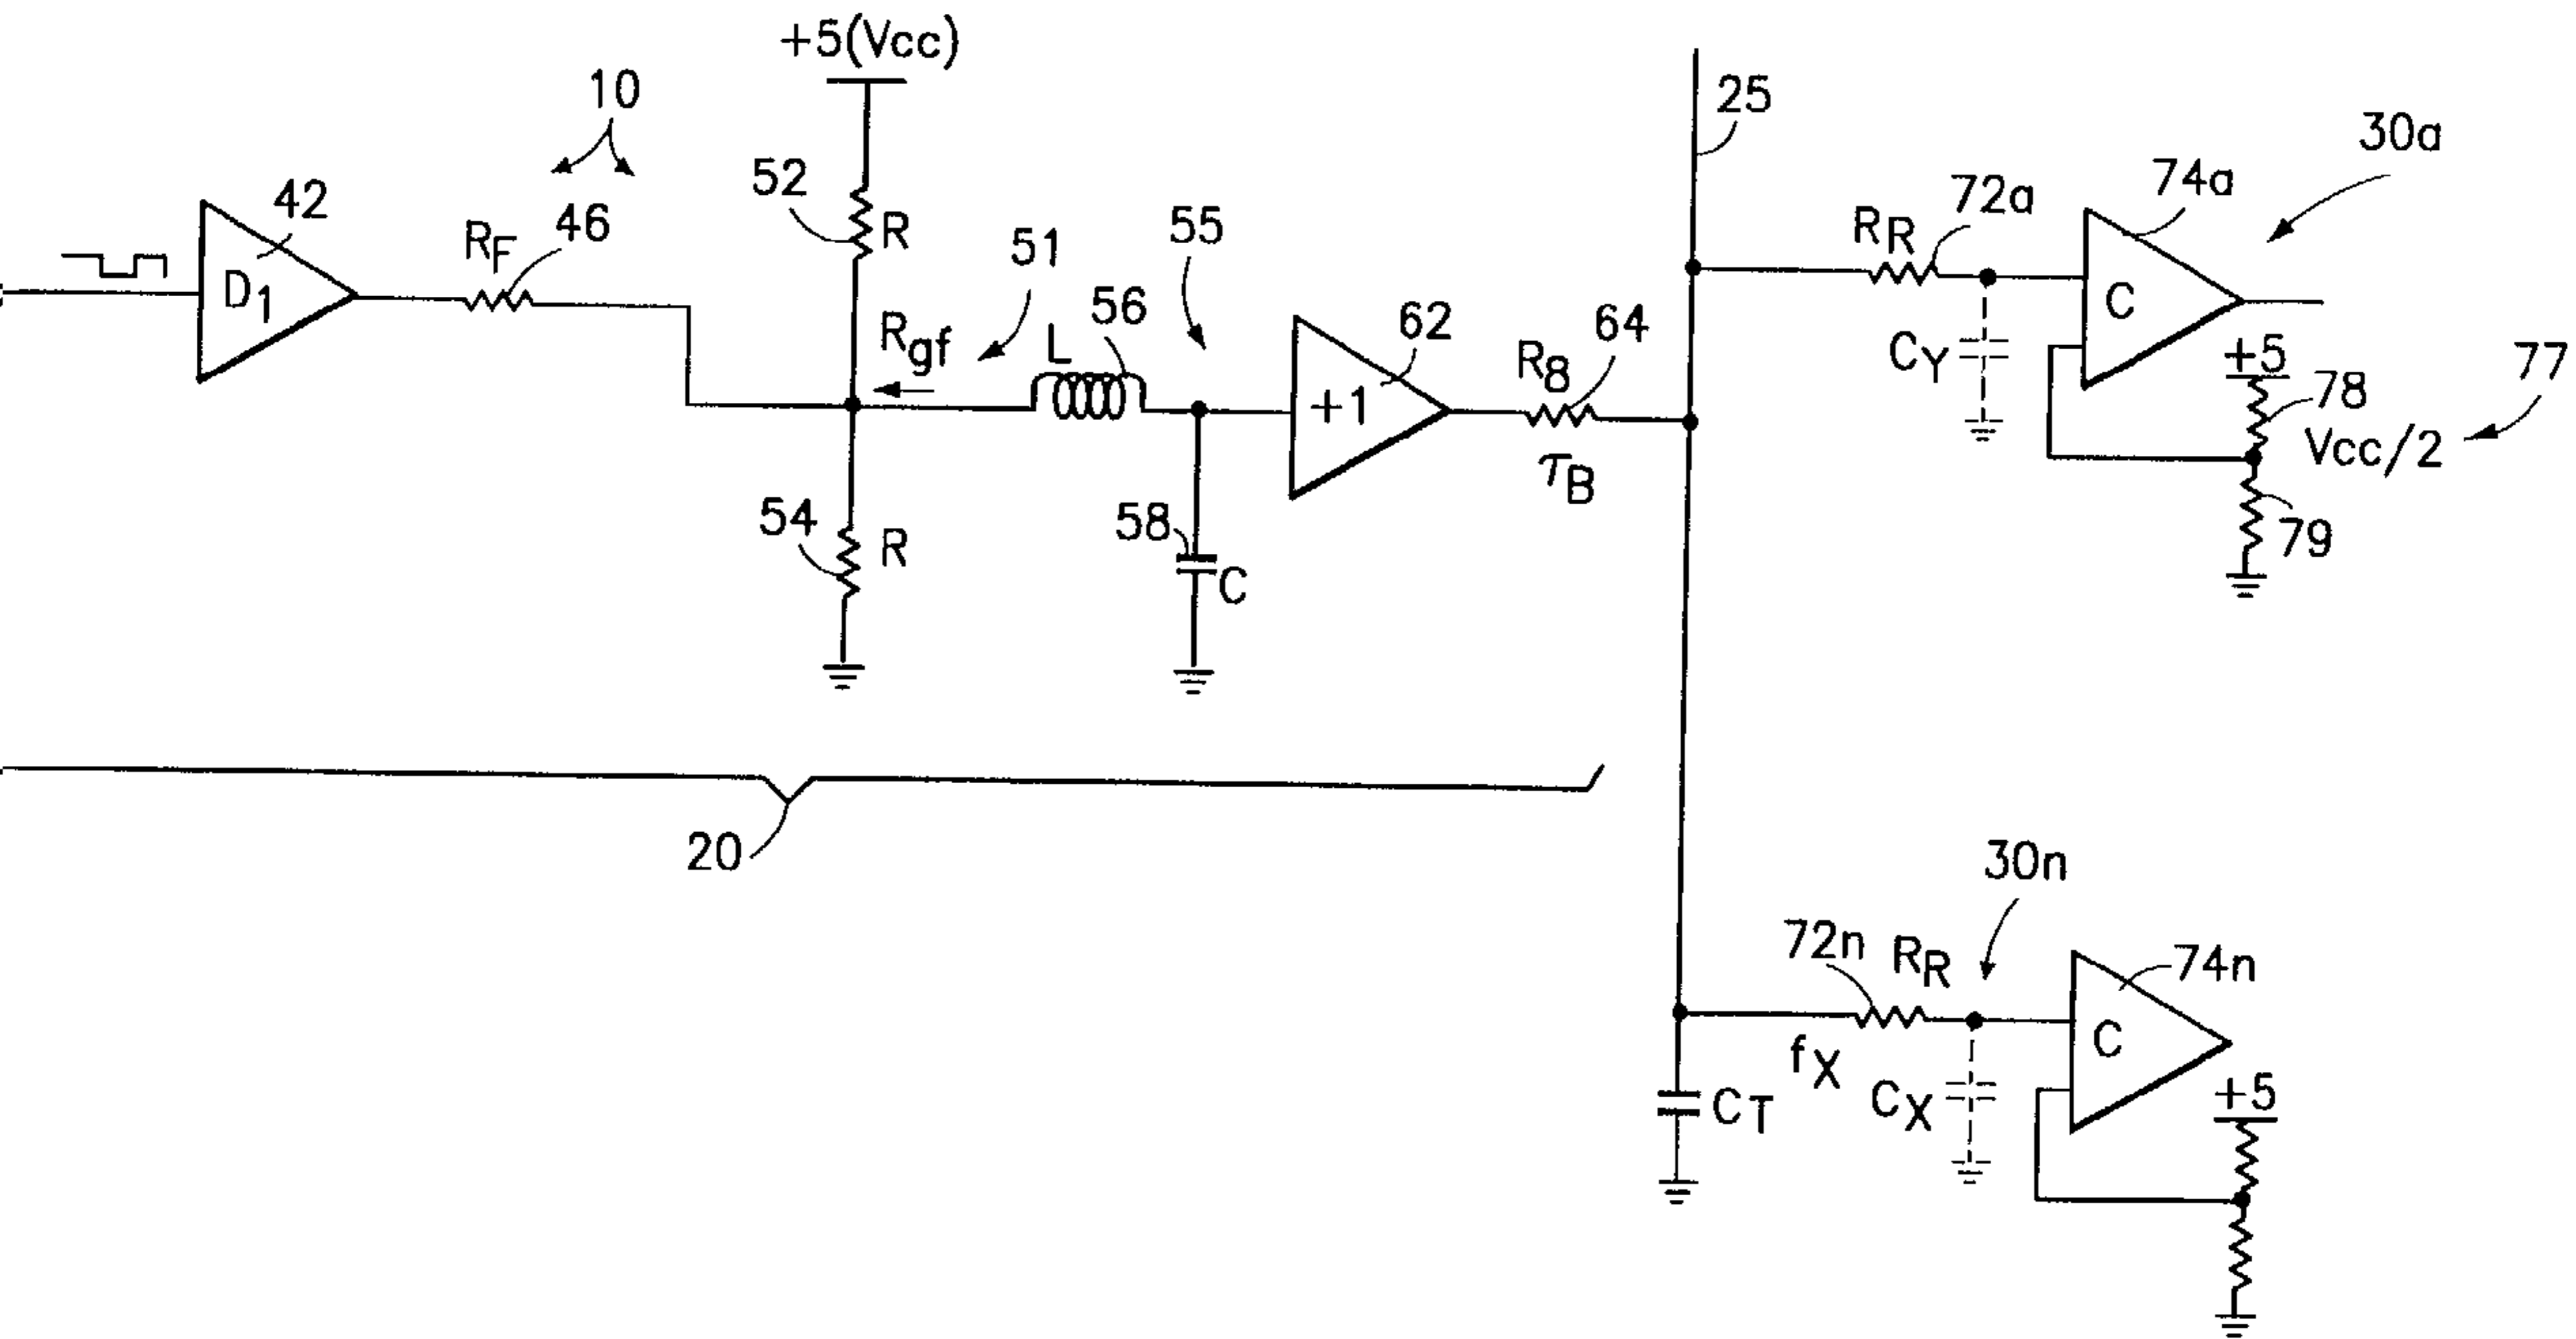 +5(Vcc)
10
25
30a
42
D1
RF
46
52
R
51
55
72a
RR
74a
C
CY
Rgf
L
56
62
+1
R8
64
τB
+5
78
77
Vcc/2
79
54
R
58
C
20
30n
72n
RR
74n
C
fX
CX
CT
+5